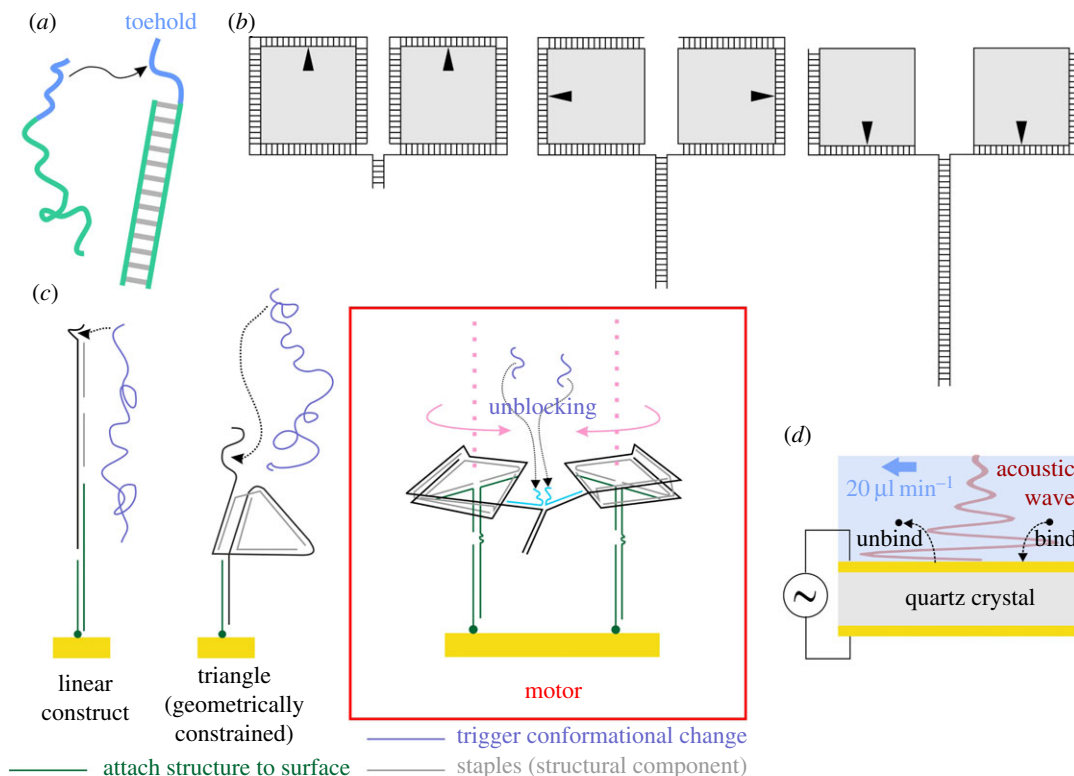 (a)
toehold
(b)
(c)
unblocking
linear
construct
triangle
(geometrically
constrained)
motor
(d)
20 µl min⁻¹
acoustic
wave
unbind
bind
~
quartz crystal
trigger conformational change
attach structure to surface
staples (structural component)